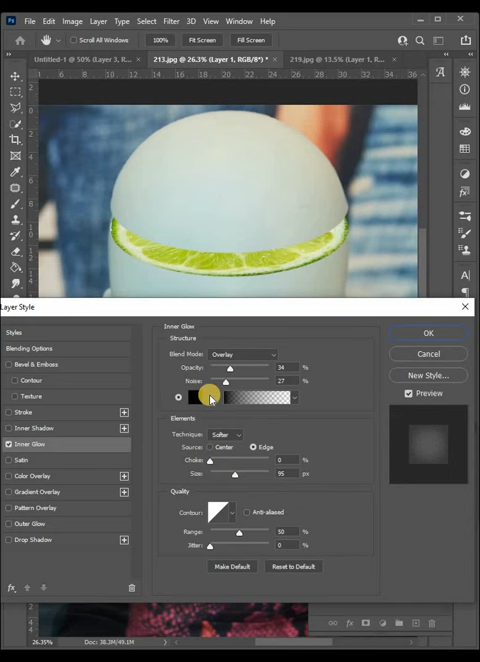 Ps File Edit Image Layer Type Select Filter 3D View Window Help
Scroll All Windows 100% Fit Screen Fill Screen
Untitled-1 @ 50% (Layer 3, R... × 213.jpg @ 26.3% (Layer 1, RGB/8*) * × 219.jpg @ 13,5% (Layer 1, R... ×
Layer Style
Styles
Blending Options
Bevel & Emboss
Contour
Texture
Stroke
Inner Shadow
Inner Glow
Satin
Color Overlay
Gradient Overlay
Pattern Overlay
Outer Glow
Drop Shadow
fx
Inner Glow
Structure
Blend Mode: Overlay
Opacity: 34 %
Noise: 27 %
Elements
Technique: Softer
Source: Center Edge
Choke: 0 %
Size: 95 px
Quality
Contour: Anti-aliased
Range: 50 %
Jitter: 0 %
Make Default Reset to Default
OK
Cancel
New Style...
Preview
26.35% Doc: 38.3M/49.1M